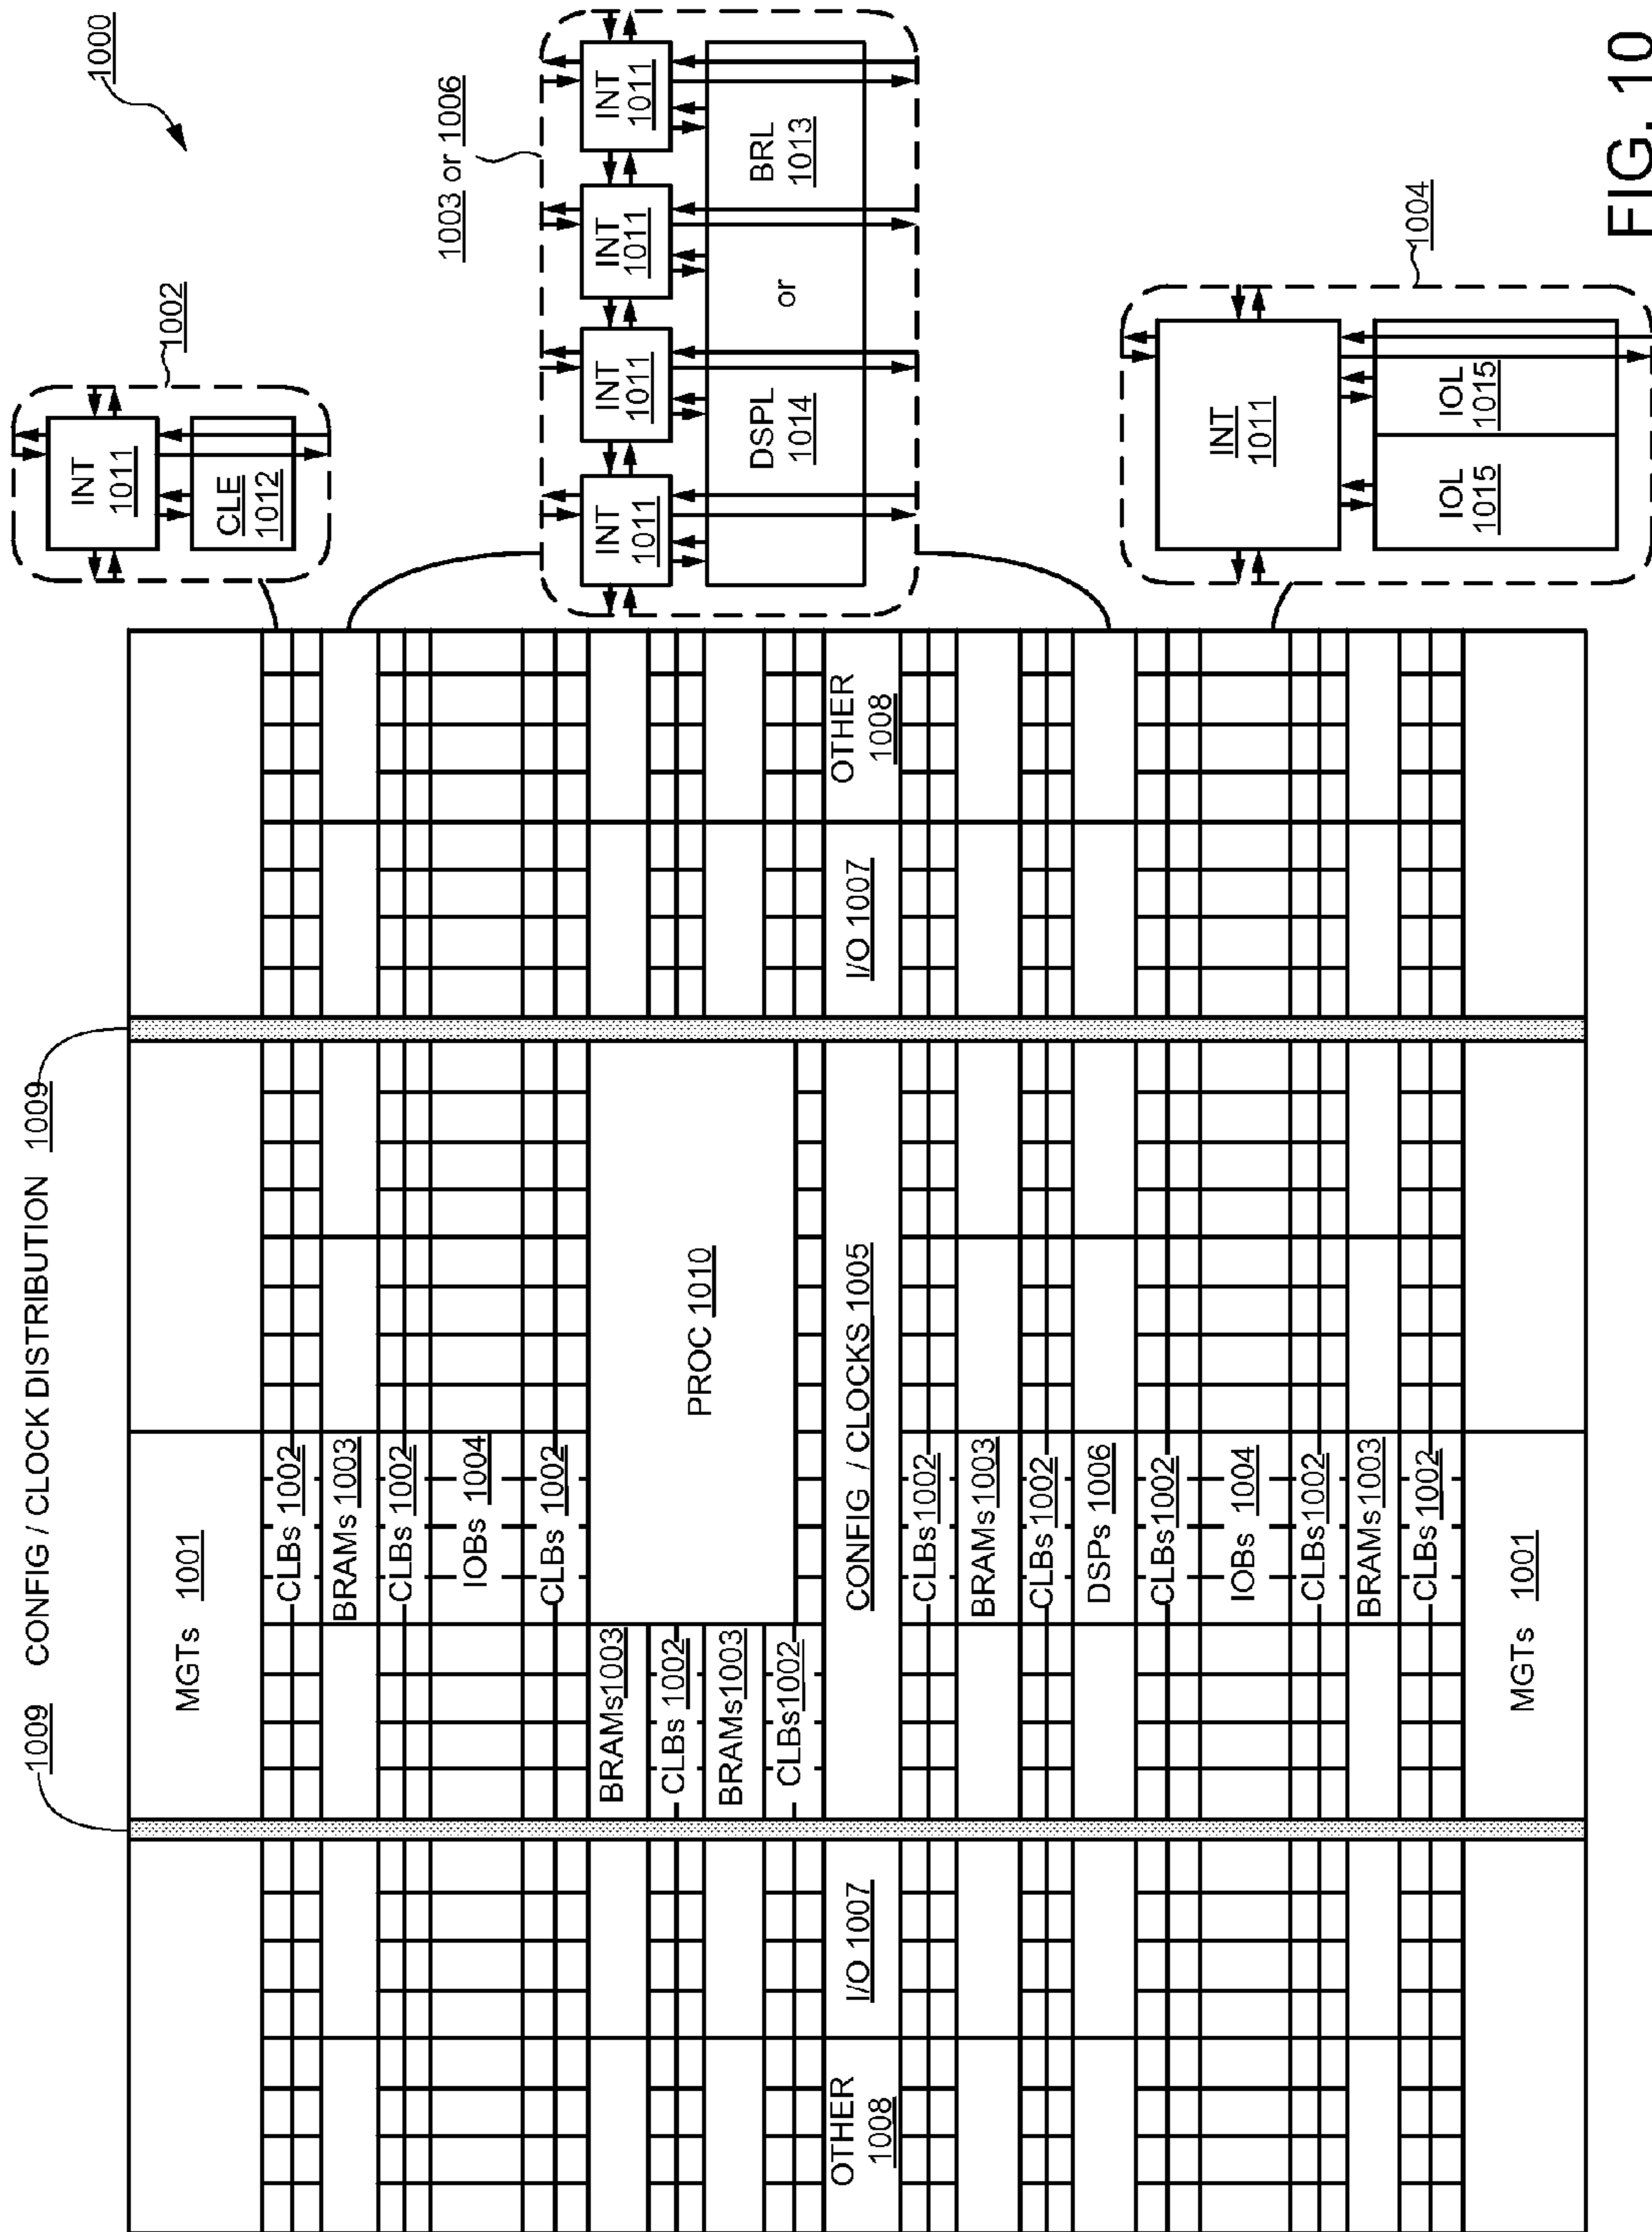 CONFIG / CLOCK DISTRIBUTION 1009
1009
1000
MGTs 1001
CLBs 1002
BRAMs 1003
CLBs 1002
IOBs 1004
CLBs 1002
BRAMs 1003
CLBs 1002
BRAMs 1003
CLBs 1002
PROC 1010
OTHER
1008
I/O 1007
CONFIG / CLOCKS 1005
I/O 1007
OTHER
1008
CLBs 1002
BRAMs 1003
CLBs 1002
DSPs 1006
CLBs 1002
IOBs 1004
CLBs 1002
BRAMs 1003
CLBs 1002
MGTs 1001
1002
INT
1011
CLE
1012
1003 or 1006
INT
1011
INT
1011
INT
1011
INT
1011
DSPL
1014
or
BRL
1013
1004
INT
1011
IOL
1015
IOL
1015
FIG. 10